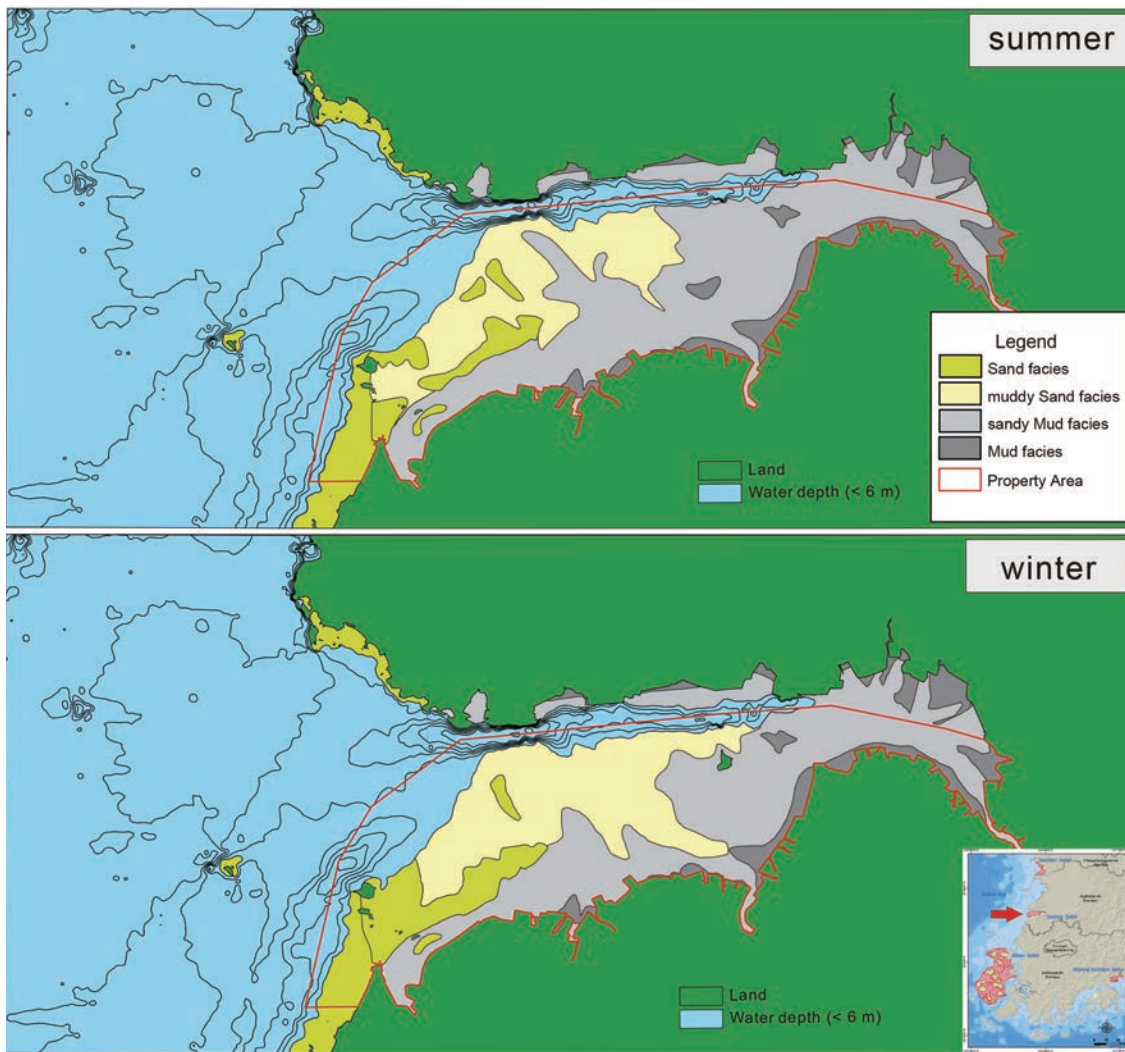 summer
Legend
Sand facies
muddy Sand facies
sandy Mud facies
Mud facies
Property Area
Land
Water depth (< 6 m)
winter
Land
Water depth (< 6 m)